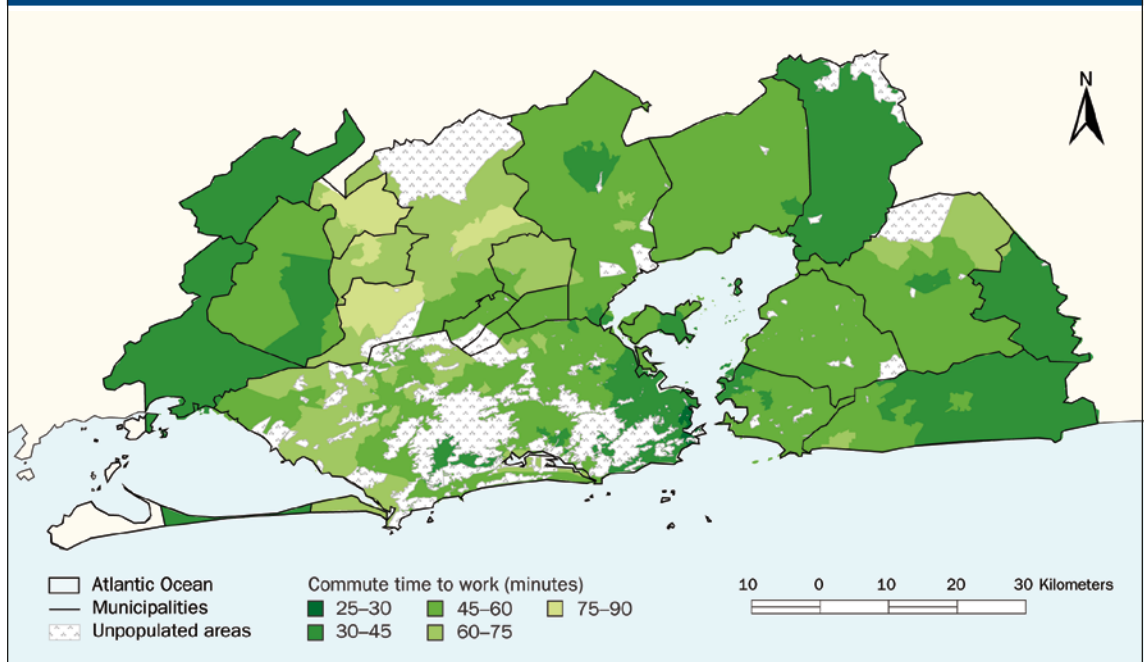 N
Atlantic Ocean
Municipalities
Unpopulated areas
Commute time to work (minutes)
25–30
45–60
75–90
30–45
60–75
10 0 10 20 30 Kilometers